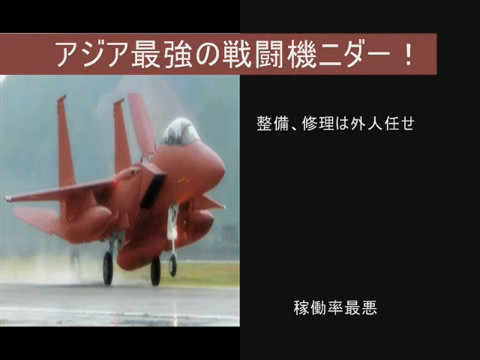 アジア最強の戦闘機ニダー！
整備、修理は外人任せ
稼働率最悪